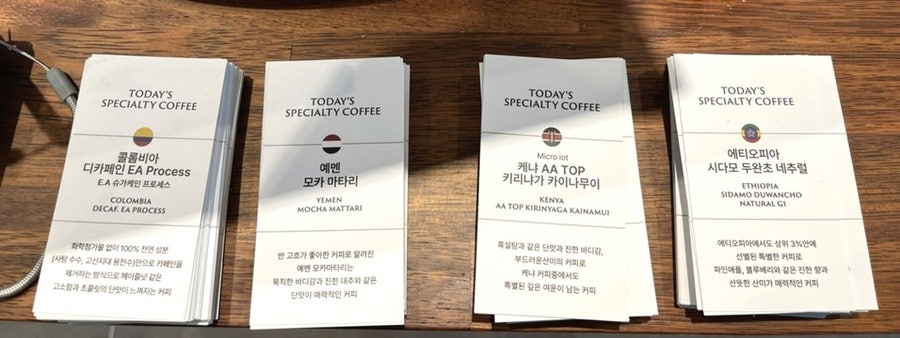 TODAY'S
SPECIALTY COFFEE
콜롬비아
디카페인 EA Process
E.A 슈가케인 프로세스
COLOMBIA
DECAF. EA PROCESS
화학첨가물 없이 100% 천연 성분
(사탕 수수, 고산지대 용천수)만으로 카페인을
제거하는 방식으로 헤이즐넛 같은
고소함과 초콜릿의 단맛이 느껴지는 커피
TODAY'S
SPECIALTY COFFEE
예멘
모카 마타리
YEMEN
MOCHA MATTARI
반 고흐가 좋아한 커피로 알려진
예멘 모카마타리는
묵직한 바디감과 진한 대추와 같은
단맛이 매력적인 커피
TODAY'S
SPECIALTY COFFEE
Micro lot
케냐 AA TOP
키리냐가 카이나무이
KENYA
AA TOP KIRINYAGA KAINAMUI
흑설탕과 같은 단맛과 진한 바디감,
부드러운산미의 커피로
케냐 커피중에서도
특별된 깊은 여운이 남는 커피
TODAY'S
SPECIALTY COFFEE
에티오피아
시다모 두완초 네추럴
ETHIOPIA
SIDAMO DUWANCHO
NATURAL G1
에티오피아에서도 상위 3%만에
선별된 특별한 커피로
파인애플, 블루베리와 같은 진한 향과
산뜻한 산미가 매력적인 커피